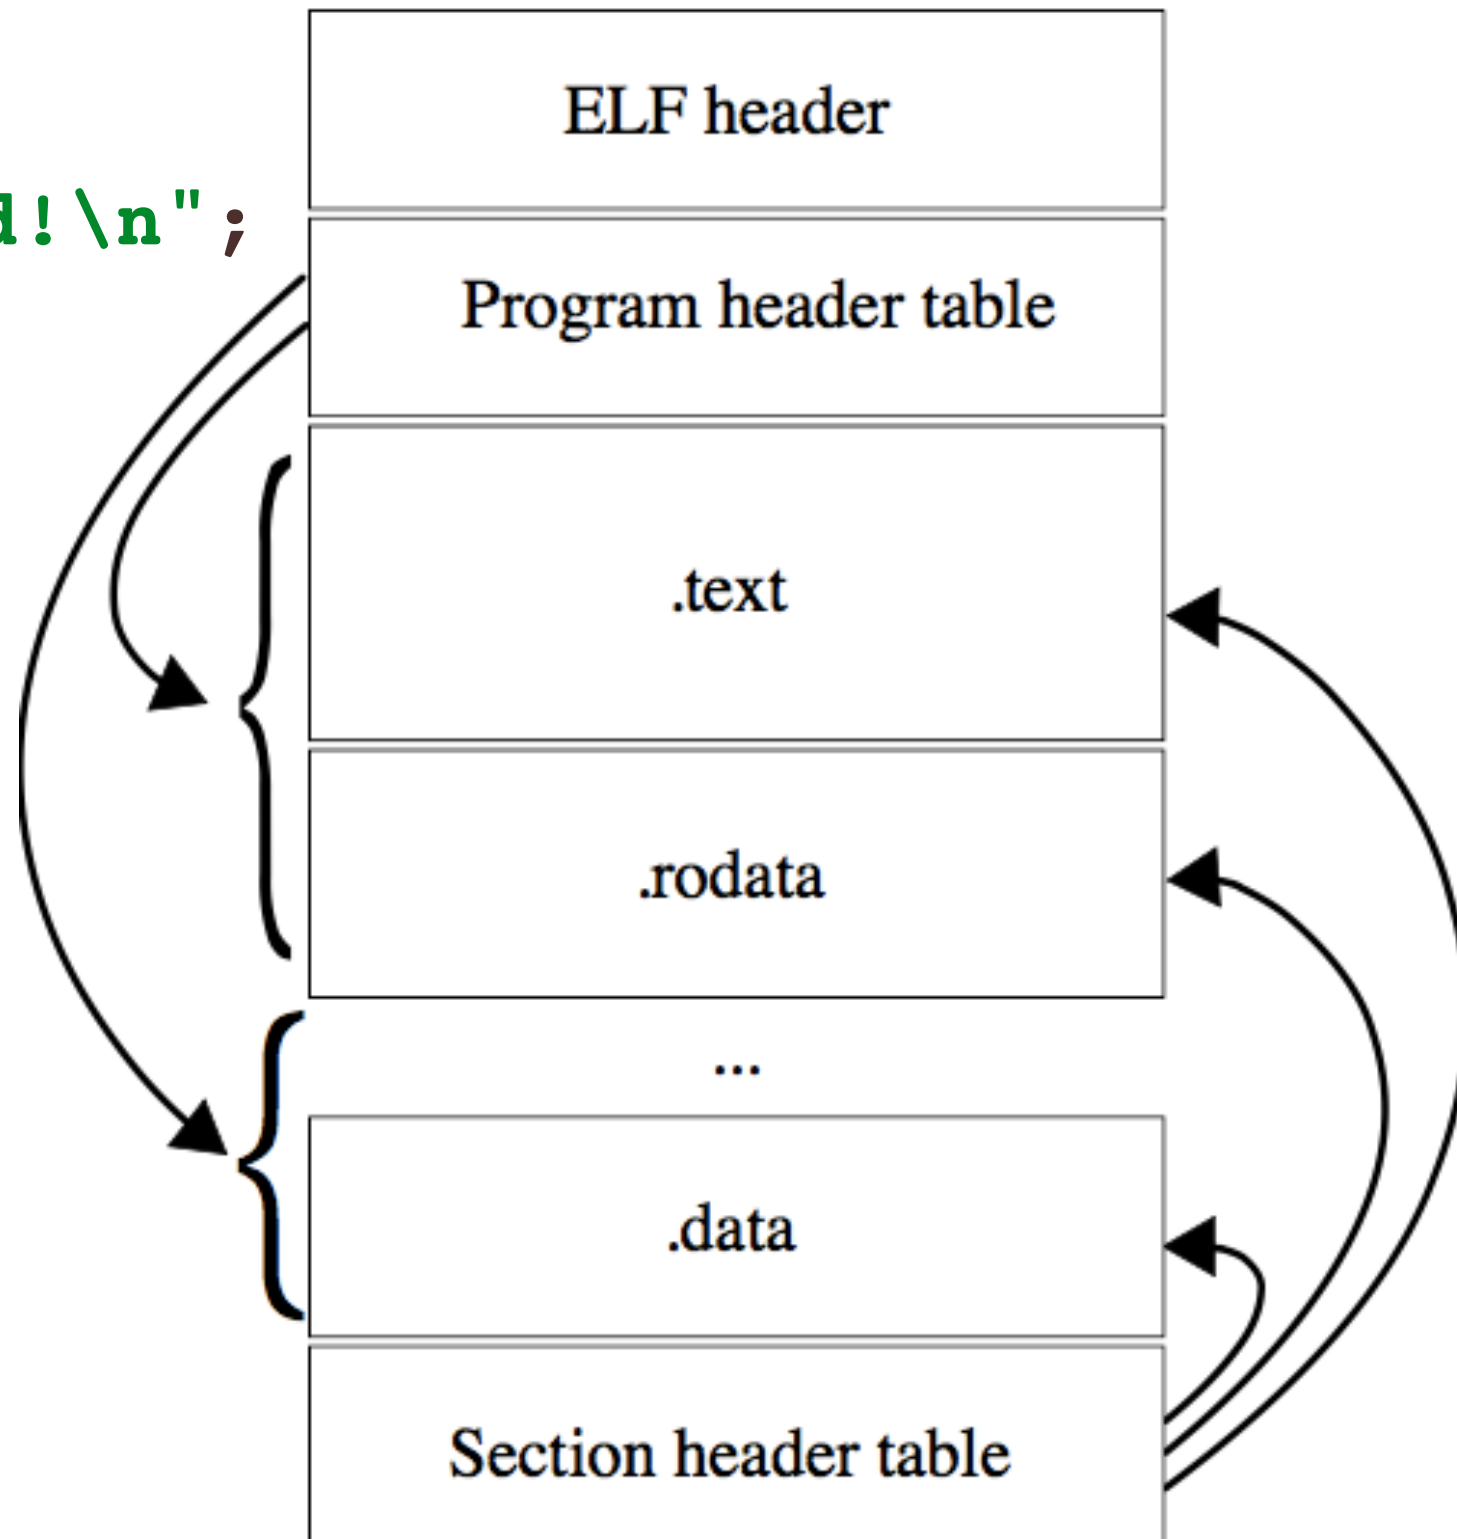 ELF header
d!\n";
Program header table
.text
.rodata
...
.data
Section header table